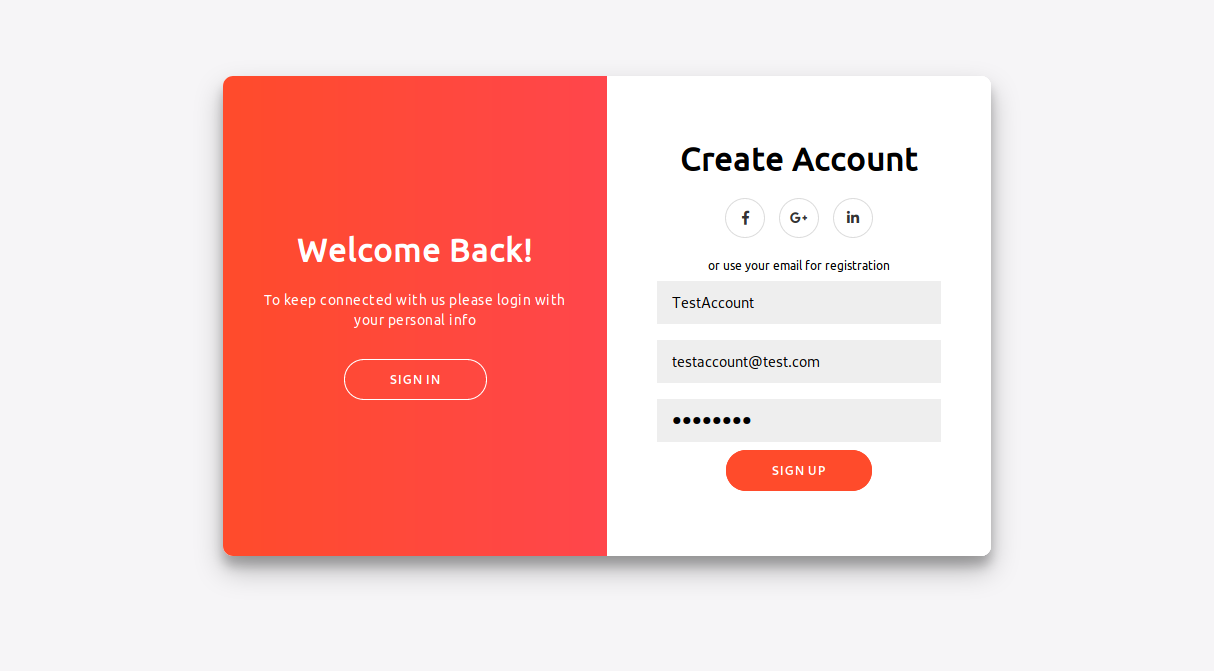 Welcome Back!
To keep connected with us please login with
your personal info
SIGN IN
Create Account
f
G+
in
or use your email for registration
TestAccount
testaccount@test.com
●●●●●●●●
SIGN UP